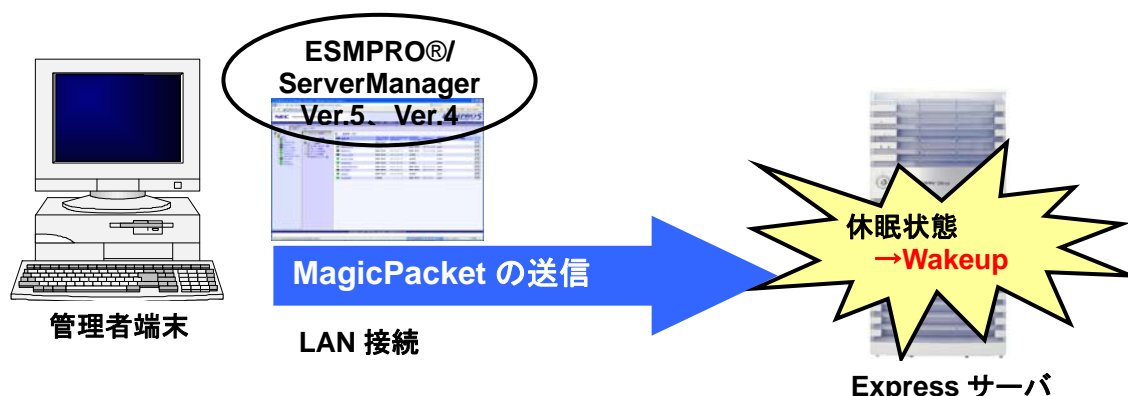 ESMPRO®/
ServerManager
Ver.5、Ver.4
NEC
休眠状態
→Wakeup
MagicPacket の送信
管理者端末
LAN 接続
Express サーバ